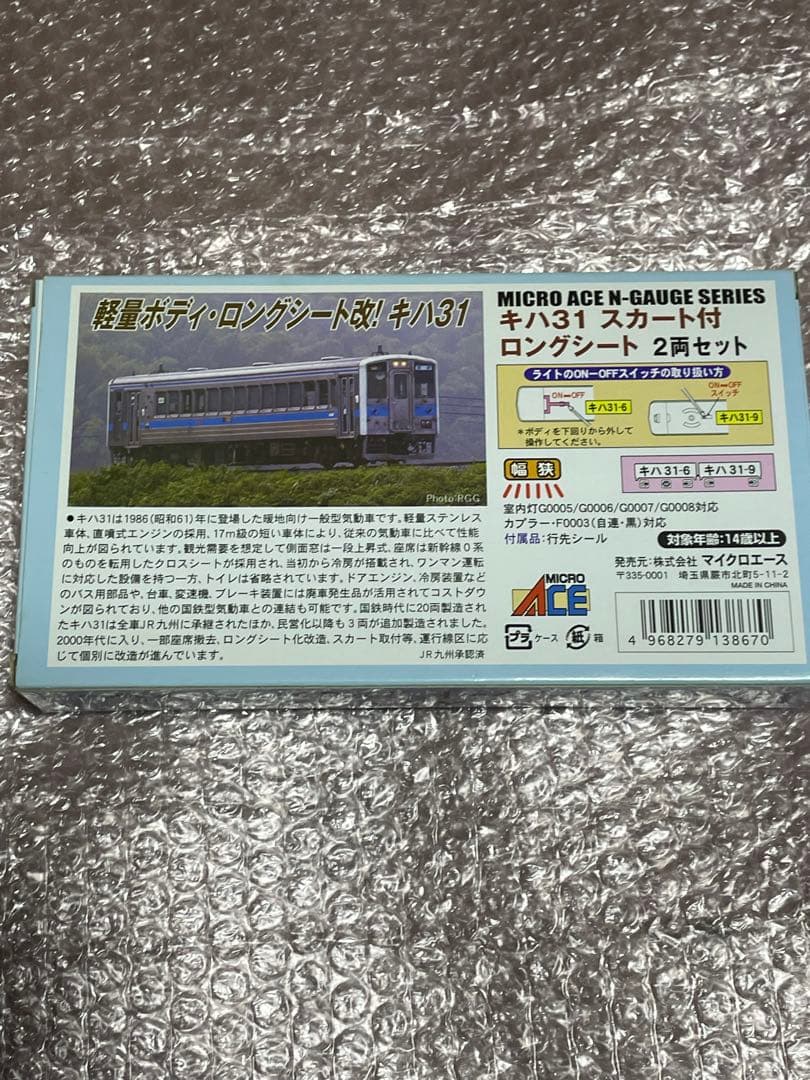 軽量ボディ・ロングシート改! キハ31
Photo:RGG
●キハ31は1986(昭和61)年に登場した暖地向け一般型気動車です。軽量ステンレス
車体、直噴式エンジンの採用、17m級の短い車体により、従来の気動車に比べて性能
向上が図られています。観光需要を想定して側面窓は一段上昇式、座席は新幹線0系
のものを転用したクロスシートが採用され、当初から冷房が搭載され、ワンマン運転
に対応した設備を持つ一方、トイレは省略されています。ドアエンジン、冷房装置など
のバス用部品や、台車、変速機、ブレーキ装置には廃車発生品が活用されてコストダウ
ンが図られており、他の国鉄型気動車との連結も可能です。国鉄時代に20両製造され
たキハ31は全車JR九州に承継されたほか、民営化以降も3両が追加製造されました。
2000年代に入り、一部座席撤去、ロングシート化改造、スカート取付等、運行線区に応
じて個別に改造が進んでいます。
JR九州承認済
MICRO ACE N-GAUGE SERIES
キハ31 スカート付
ロングシート 2両セット
ライトのON−OFFスイッチの取り扱い方
ON↔OFF
キハ31-6
*ボディを下回りから外して
操作してください。
ON↔OFF
スイッチ
キハ31-9
幅狭
キハ31-6 キハ31-9
室内灯G0005/G0006/G0007/G0008対応
カプラー・F0003(自連・黒)対応
付属品:行先シール
対象年齢:14歳以上
発売元:株式会社 マイクロエース
〒335-0001 埼玉県蕨市北町5-11-2
MADE IN CHINA
MICRO
ACE
プラ ケース
紙 箱
4 968279 138670